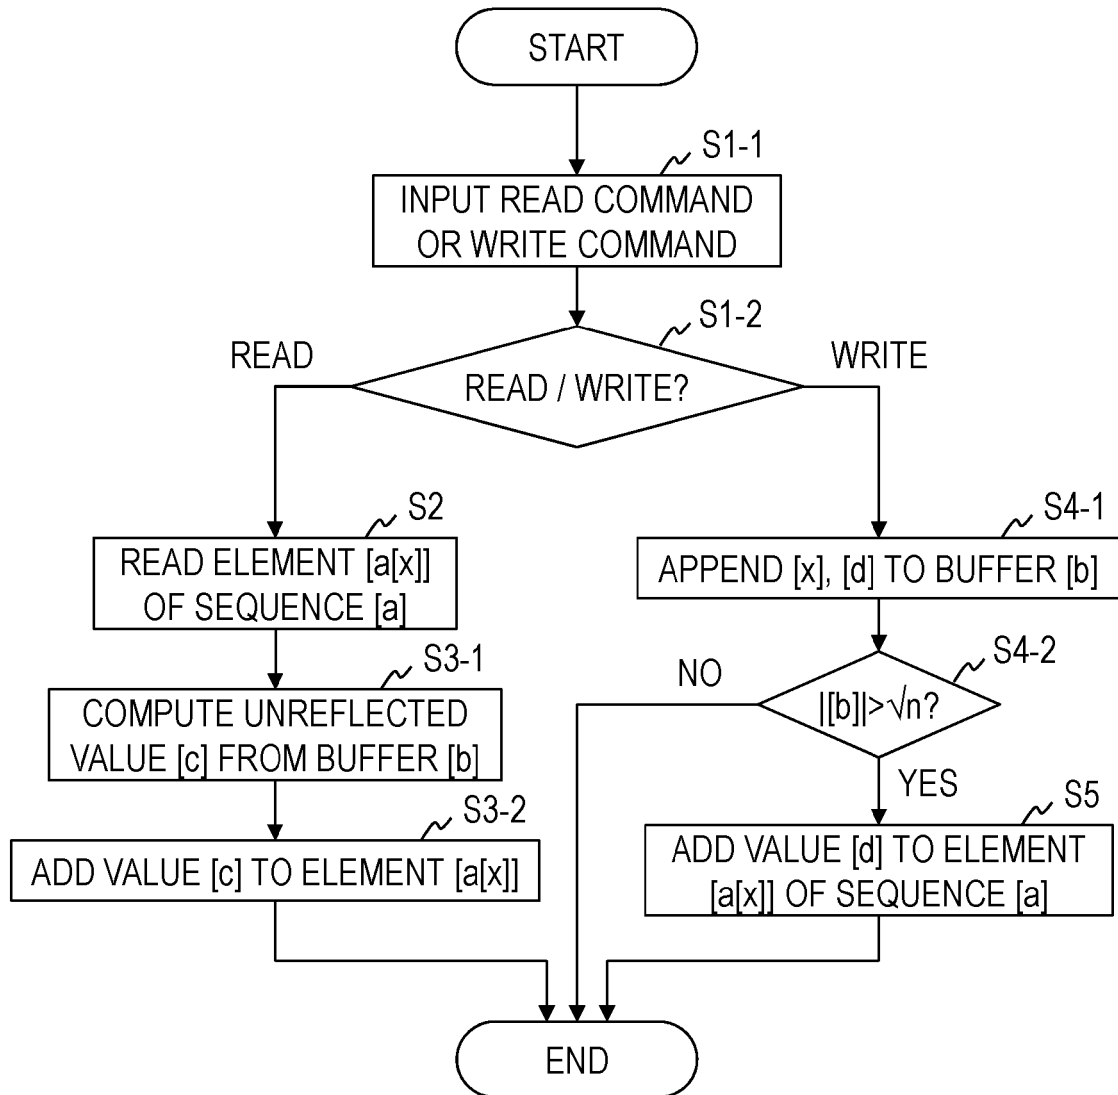 START
S1-1
INPUT READ COMMAND
OR WRITE COMMAND
S1-2
READ
READ / WRITE?
WRITE
S2
READ ELEMENT [a[x]]
OF SEQUENCE [a]
S3-1
COMPUTE UNREFLECTED
VALUE [c] FROM BUFFER [b]
S3-2
ADD VALUE [c] TO ELEMENT [a[x]]
S4-1
APPEND [x], [d] TO BUFFER [b]
S4-2
|[b]|>√n?
NO
YES
S5
ADD VALUE [d] TO ELEMENT
[a[x]] OF SEQUENCE [a]
END